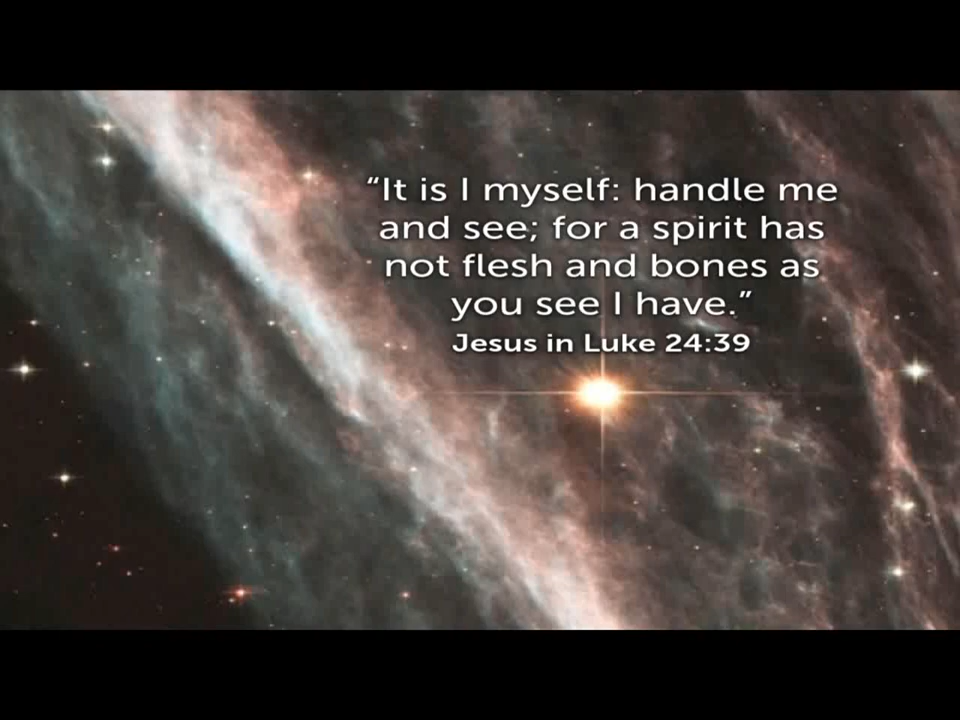 “It is I myself: handle me
and see; for a spirit has
not flesh and bones as
you see I have.”
Jesus in Luke 24:39